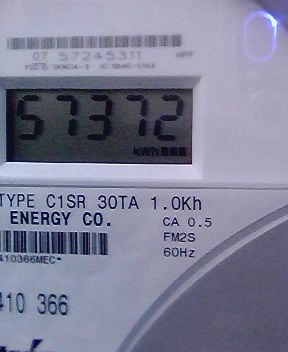 07 57245311 MPP
57372
kWh
TYPE C1SR 30TA 1.0Kh
ENERGY CO. CA 0.5
FM2S
60Hz
410366MEC*
410 366